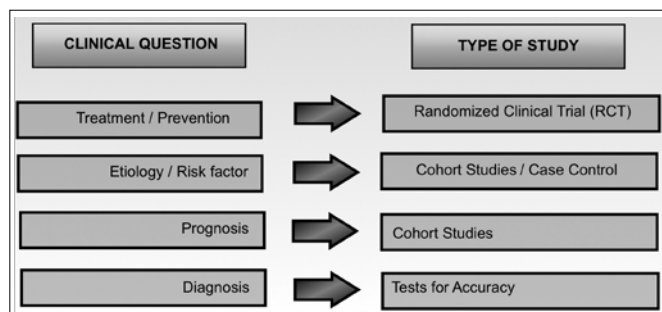 CLINICAL QUESTION
TYPE OF STUDY
Treatment / Prevention
Randomized Clinical Trial (RCT)
Etiology / Risk factor
Cohort Studies / Case Control
Prognosis
Cohort Studies
Diagnosis
Tests for Accuracy